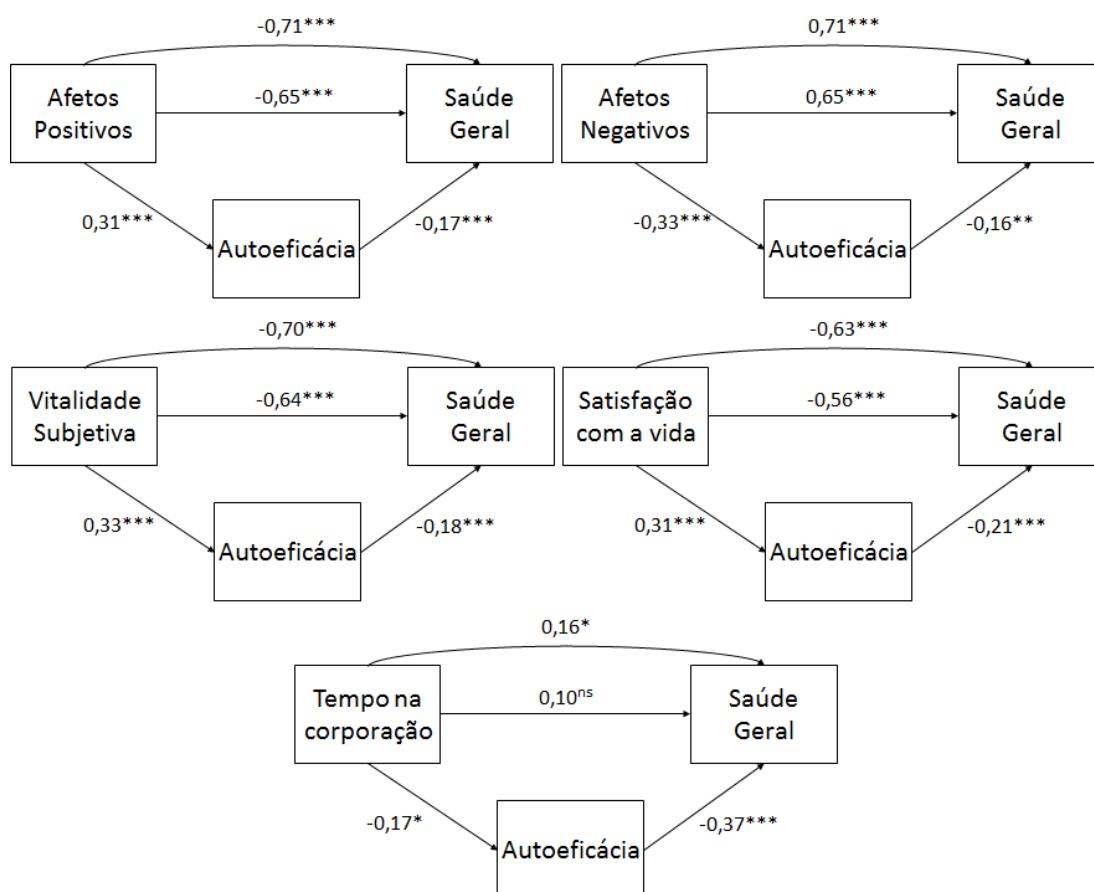 -0,71***
Afetos
Positivos
-0,65***
Saúde
Geral
0,31***
Autoeficácia
-0,17***
0,71***
Afetos
Negativos
0,65***
Saúde
Geral
-0,33***
Autoeficácia
-0,16**
-0,70***
Vitalidade
Subjetiva
-0,64***
Saúde
Geral
0,33***
Autoeficácia
-0,18***
-0,63***
Satisfação
com a vida
-0,56***
Saúde
Geral
0,31***
Autoeficácia
-0,21***
0,16*
Tempo na
corporação
0,10ns
Saúde
Geral
-0,17*
Autoeficácia
-0,37***